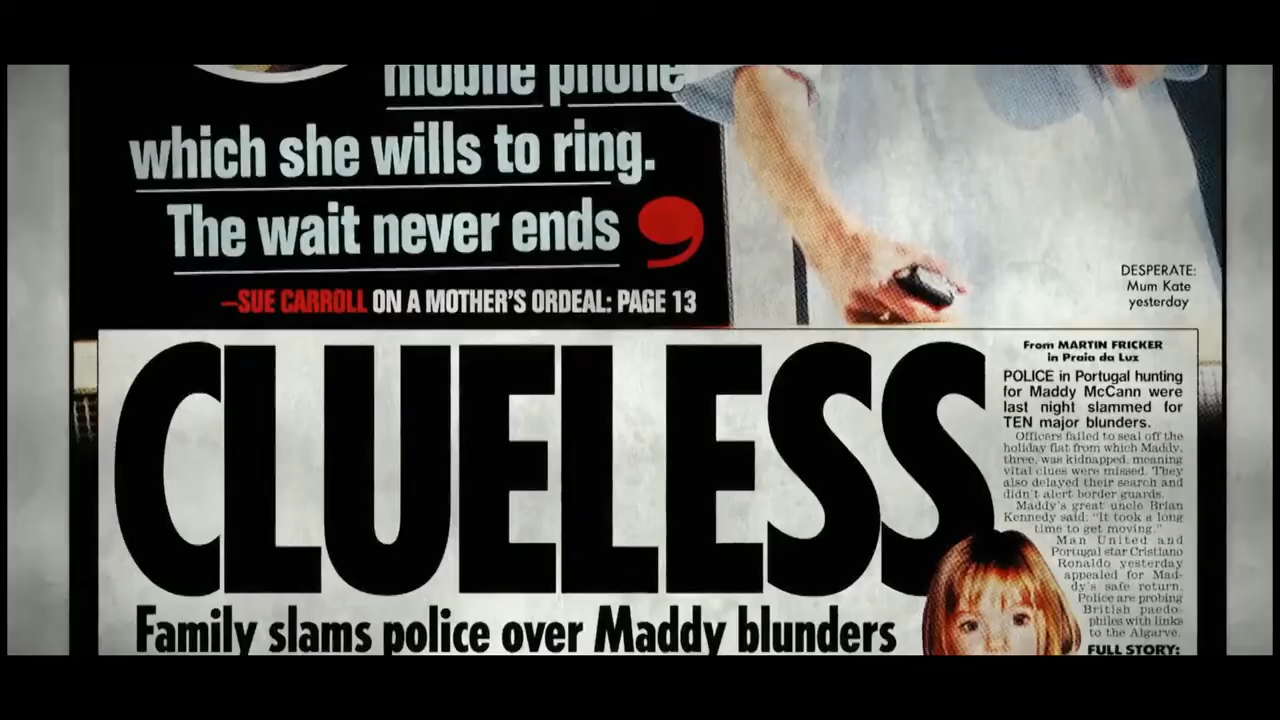 mobile phone
which she wills to ring.
The wait never ends ❜
–SUE CARROLL ON A MOTHER'S ORDEAL: PAGE 13
DESPERATE:
Mum Kate
yesterday
CLUELESS
Family slams police over Maddy blunders
From MARTIN FRICKER
in Praia da Luz
POLICE in Portugal hunting
for Maddy McCann were
last night slammed for
TEN major blunders.
Officers failed to seal off the
holiday flat from which Maddy,
three, was kidnapped, meaning
vital clues were missed. They
also delayed their search and
didn't alert border guards.
Maddy's great uncle Brian
Kennedy said: "It took a long
time to get moving."
Man United and
Portugal star Cristiano
Ronaldo yesterday
appealed for Mad-
dy's safe return.
Police are probing
British paedo-
philes with links
to the Algarve.
FULL STORY: